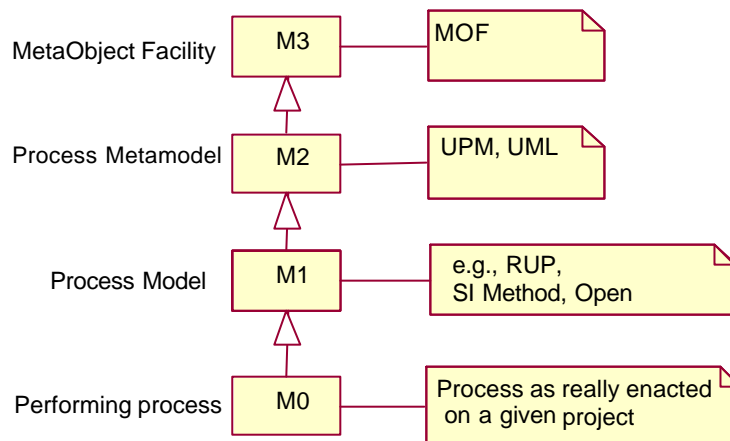 MetaObject Facility
M3
MOF
Process Metamodel
M2
UPM, UML
Process Model
M1
e.g., RUP,
SI Method, Open
Performing process
M0
Process as really enacted
on a given project